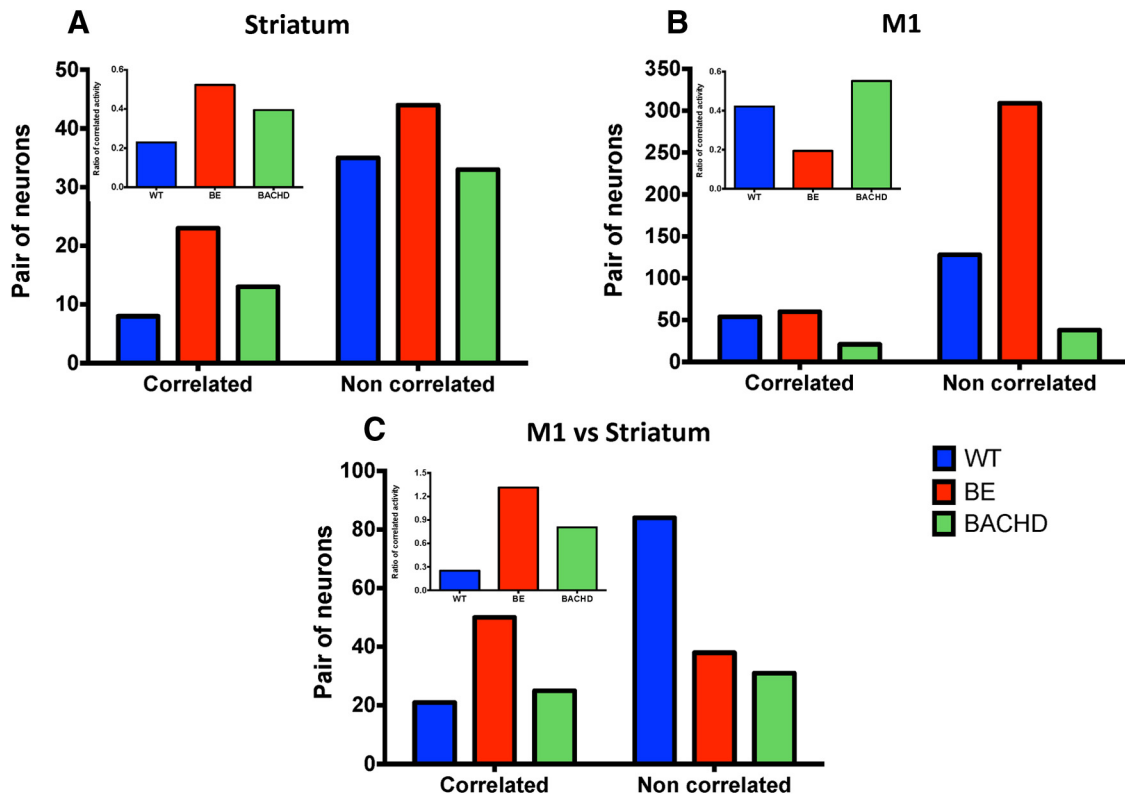 A
Striatum
Pair of neurons
50
40
30
20
10
0
Ratio of correlated activity
0.6
0.4
0.2
0.0
WT
BE
BACHD
Correlated
Non correlated
B
M1
Pair of neurons
350
300
250
200
150
100
50
0
Ratio of correlated activity
0.6
0.4
0.2
0.0
WT
BE
BACHD
Correlated
Non correlated
C
M1 vs Striatum
Pair of neurons
100
80
60
40
20
0
Ratio of correlated activity
1.5
1.2
0.9
0.6
0.3
0.0
WT
BE
BACHD
Correlated
Non correlated
WT
BE
BACHD